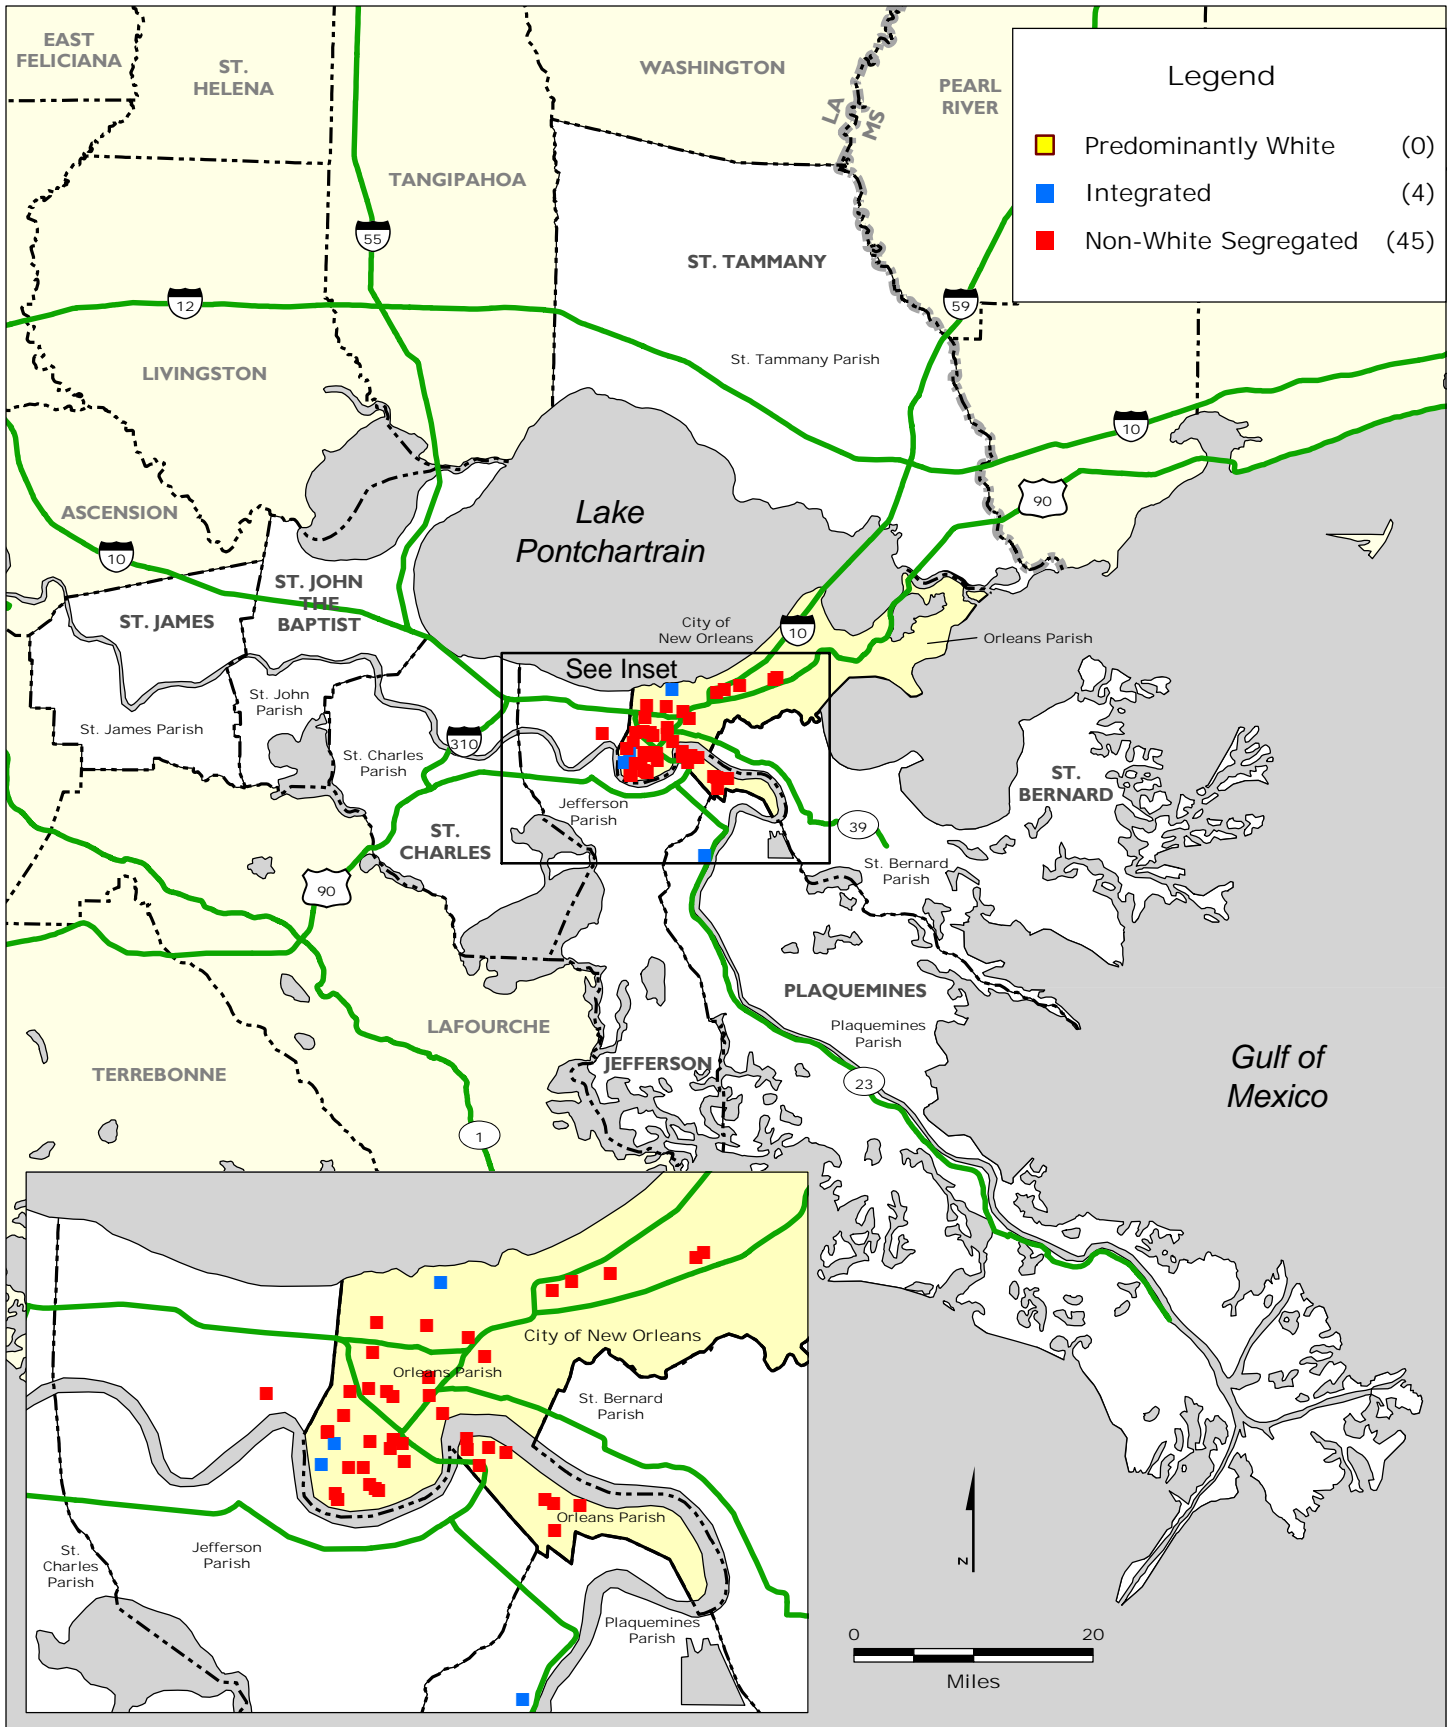 EAST
FELICIANA
ST.
HELENA
WASHINGTON
LA
MS
PEARL
RIVER
Legend
Predominantly White (0)
Integrated (4)
Non-White Segregated (45)
TANGIPAHOA
55
ST. TAMMANY
12
59
St. Tammany Parish
LIVINGSTON
10
90
ASCENSION
10
Lake
Pontchartrain
ST. JOHN
THE
BAPTIST
ST. JAMES
City of
New Orleans
10
Orleans Parish
See Inset
St. John
Parish
St. James Parish
310
St. Charles
Parish
ST.
BERNARD
Jefferson
Parish
39
ST.
CHARLES
St. Bernard
Parish
90
PLAQUEMINES
LAFOURCHE
Plaquemines
Parish
JEFFERSON
Gulf of
Mexico
TERREBONNE
23
1
City of New Orleans
Orleans Parish
St. Bernard
Parish
Orleans Parish
St.
Charles
Parish
Jefferson
Parish
Plaquemines
Parish
N
0 20
Miles